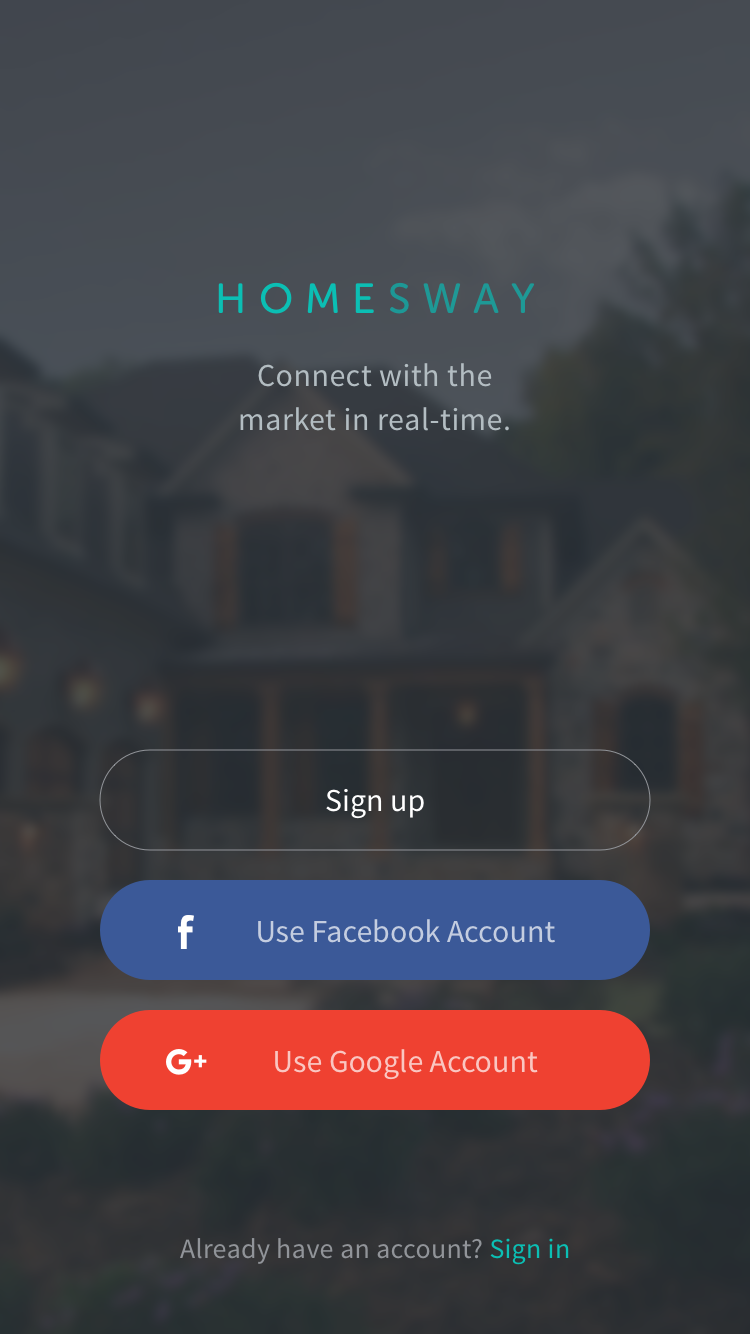 HOMESWAY
Connect with the
market in real-time.
Sign up
f Use Facebook Account
G+ Use Google Account
Already have an account? Sign in